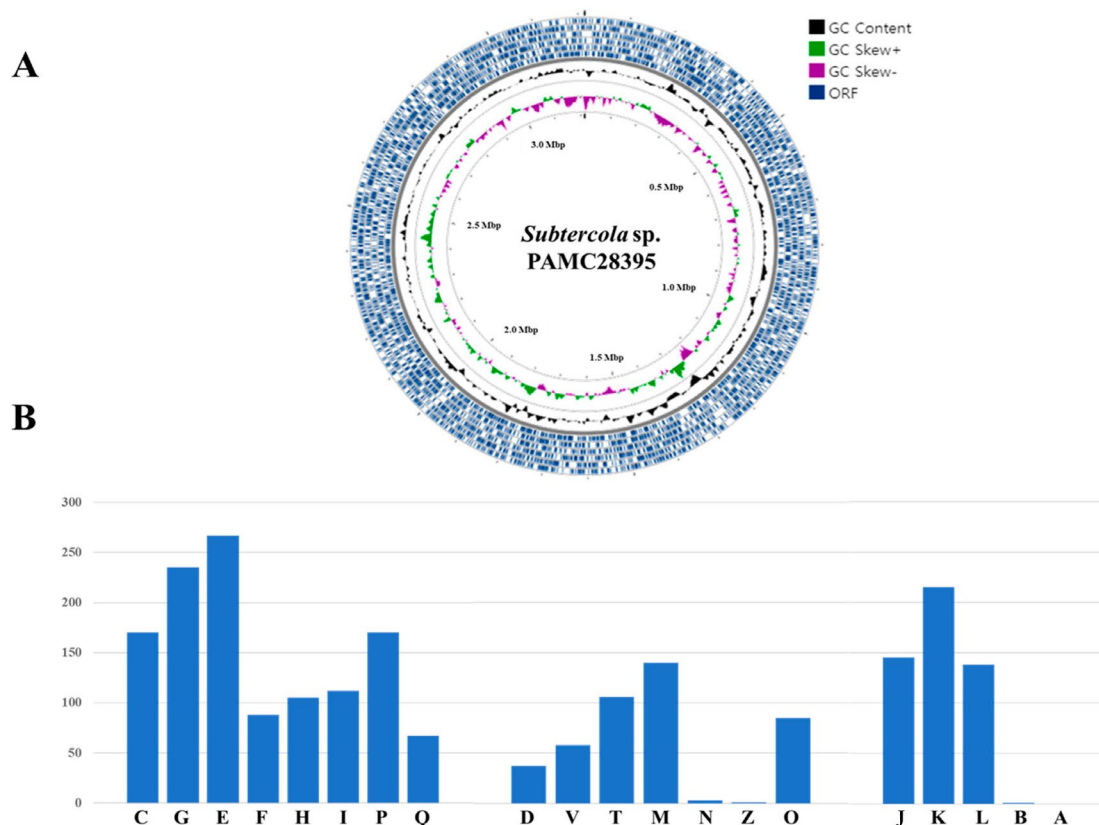 A
GC Content
GC Skew+
GC Skew-
ORF
3.0 Mbp
0.5 Mbp
2.5 Mbp
Subtercola sp.
PAMC28395
1.0 Mbp
2.0 Mbp
1.5 Mbp
B
300
250
200
150
100
50
0
C G E F H I P Q D V T M N Z O J K L B A